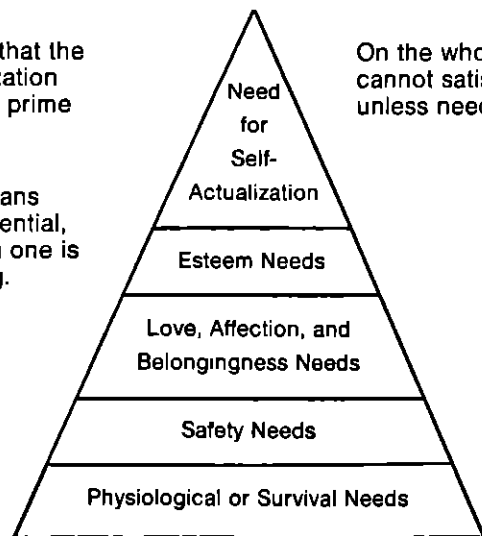 that the
prime
ans
ential,
one is
On the who
cannot satis
unless need
Need
for
Self-
Actualization
Esteem Needs
Love, Affection, and
Belongingness Needs
Safety Needs
Physiological or Survival Needs